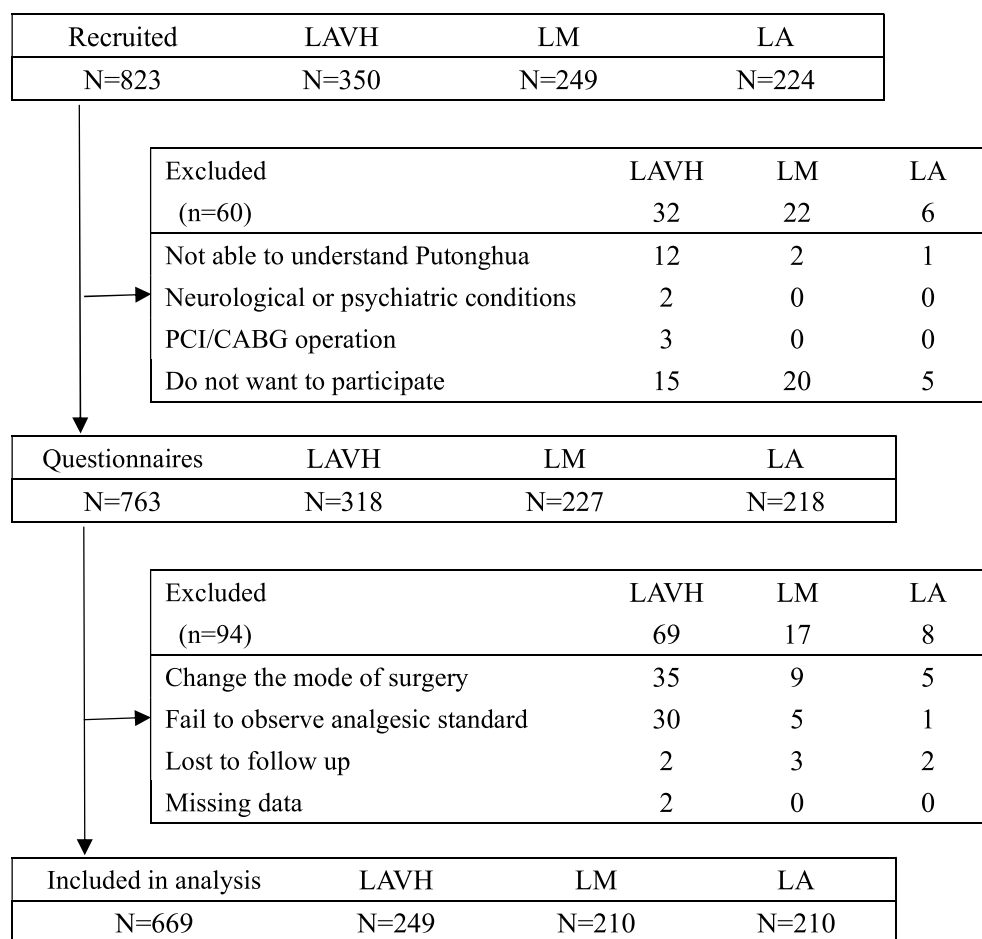 Recruited LAVH LM LA
N=823 N=350 N=249 N=224
Excluded LAVH LM LA
(n=60) 32 22 6
Not able to understand Putonghua 12 2 1
Neurological or psychiatric conditions 2 0 0
PCI/CABG operation 3 0 0
Do not want to participate 15 20 5
Questionnaires LAVH LM LA
N=763 N=318 N=227 N=218
Excluded LAVH LM LA
(n=94) 69 17 8
Change the mode of surgery 35 9 5
Fail to observe analgesic standard 30 5 1
Lost to follow up 2 3 2
Missing data 2 0 0
Included in analysis LAVH LM LA
N=669 N=249 N=210 N=210